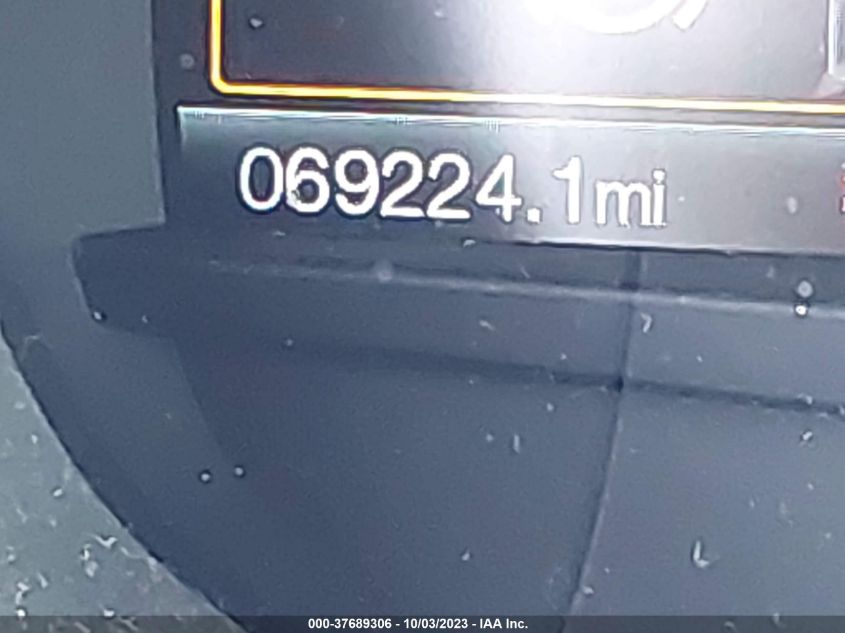 069224.1mi
000-37689306 - 10/03/2023 - IAA Inc.